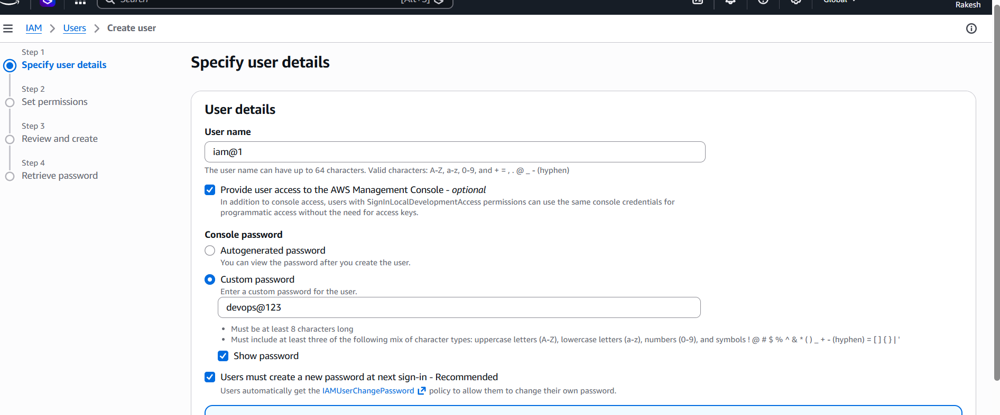 Search
[Alt+S]
Global
Rakesh
IAM > Users > Create user
Step 1
Specify user details
Step 2
Set permissions
Step 3
Review and create
Step 4
Retrieve password
Specify user details
User details
User name
iam@1
The user name can have up to 64 characters. Valid characters: A-Z, a-z, 0-9, and + = , . @ _ - (hyphen)
Provide user access to the AWS Management Console - optional
In addition to console access, users with SignInLocalDevelopmentAccess permissions can use the same console credentials for
programmatic access without the need for access keys.
Console password
Autogenerated password
You can view the password after you create the user.
Custom password
Enter a custom password for the user.
devops@123
• Must be at least 8 characters long
• Must include at least three of the following mix of character types: uppercase letters (A-Z), lowercase letters (a-z), numbers (0-9), and symbols ! @ # $ % ^ & * ( ) _ + - (hyphen) = [ ] { } | '
Show password
Users must create a new password at next sign-in - Recommended
Users automatically get the IAMUserChangePassword policy to allow them to change their own password.